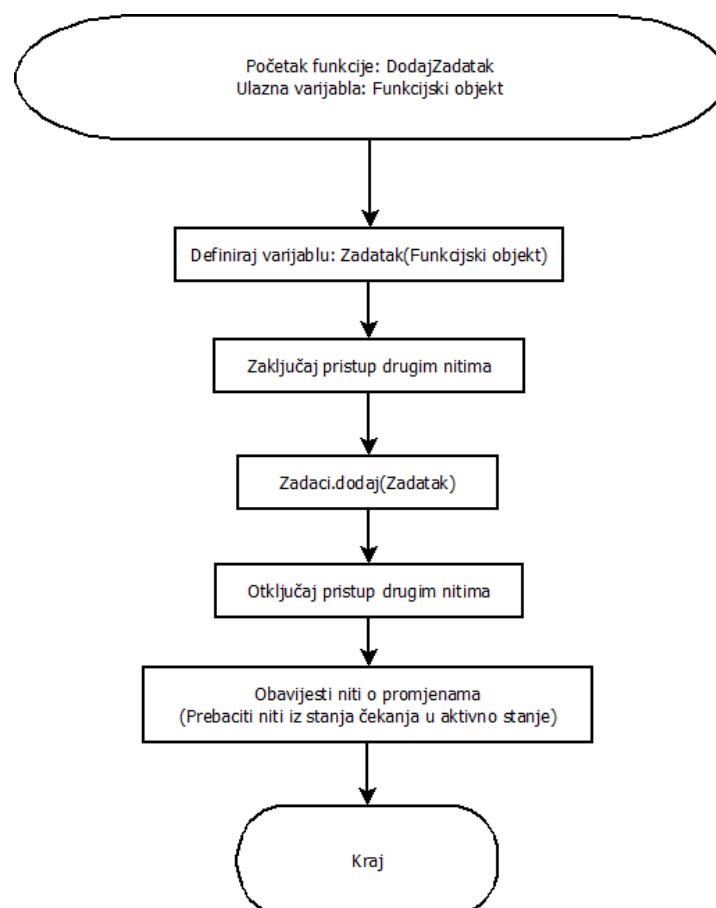 Početak funkcije: DodajZadatak
Ulazna varijabla: Funkcijski objekt
Definiraj varijablu: Zadatak(Funkcijski objekt)
Zaključaj pristup drugim nitima
Zadaci.dodaj(Zadatak)
Otključaj pristup drugim nitima
Obavijesti niti o promjenama
(Prebaciti niti iz stanja čekanja u aktivno stanje)
Kraj